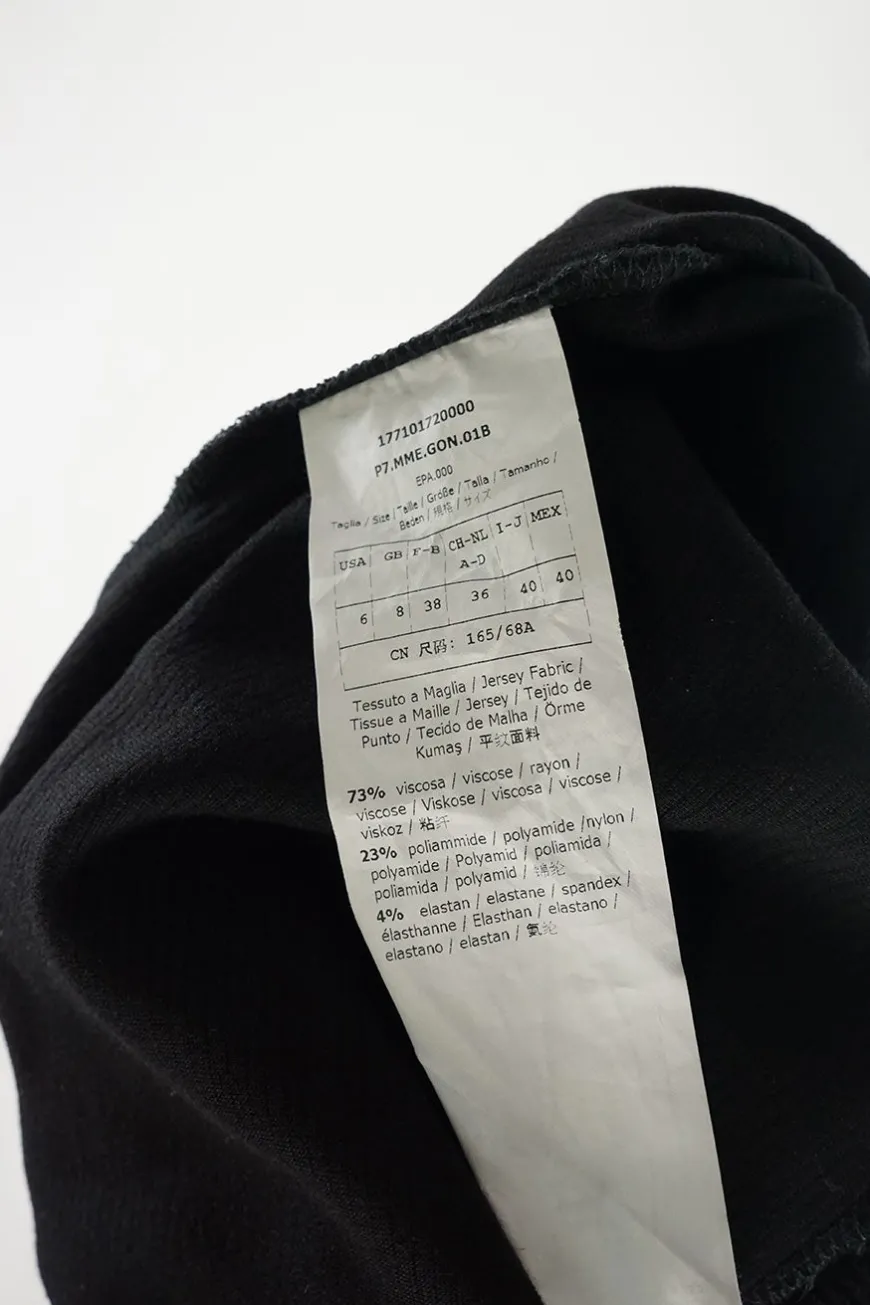 177101720000
P7.MME.GON.01B
EPA.000
Taglia / Size / Taille / Größe / Talla / Tamanho /
Beden / 規格 / サイズ
USA GB F-B CH-NL I-J MEX
A-D
6 8 38 36 40 40
CN 尺码: 165/68A
Tessuto a Maglia / Jersey Fabric /
Tissue a Maille / Jersey / Tejido de
Punto / Tecido de Malha / Örme
Kumaş / 平纹面料
73% viscosa / viscose / rayon /
viscose / Viskose / viscosa / viscose /
viskoz / 粘纤
23% poliammide / polyamide /nylon /
polyamide / Polyamid / poliamida /
poliamida / polyamid / 锦纶
4% elastan / elastane / spandex /
élasthanne / Elasthan / elastano /
elastano / elastan / 氨纶